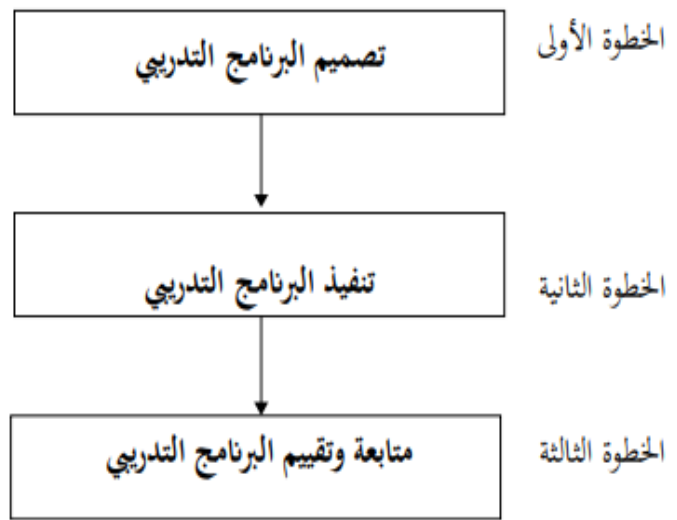 الخطوة الأولى
تصميم البرنامج التدريبي
الخطوة الثانية
تنفيذ البرنامج التدريبي
الخطوة الثالثة
متابعة وتقييم البرنامج التدريبي